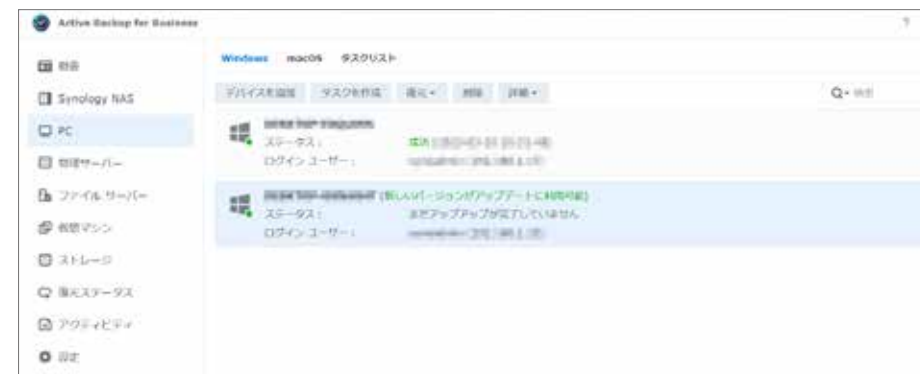 Active Backup for Business
?
概要
Synology NAS
PC
物理サーバー
ファイル サーバー
仮想マシン
ストレージ
復元ステータス
アクティビティ
設定
Windows macOS タスクリスト
デバイスを追加 タスクを作成 復元 削除 詳細
検索
ステータス：
成功
ログイン ユーザー：
(新しいバージョンがアップデートに利用可能)
ステータス：
まだアップアップが完了していません
ログイン ユーザー：